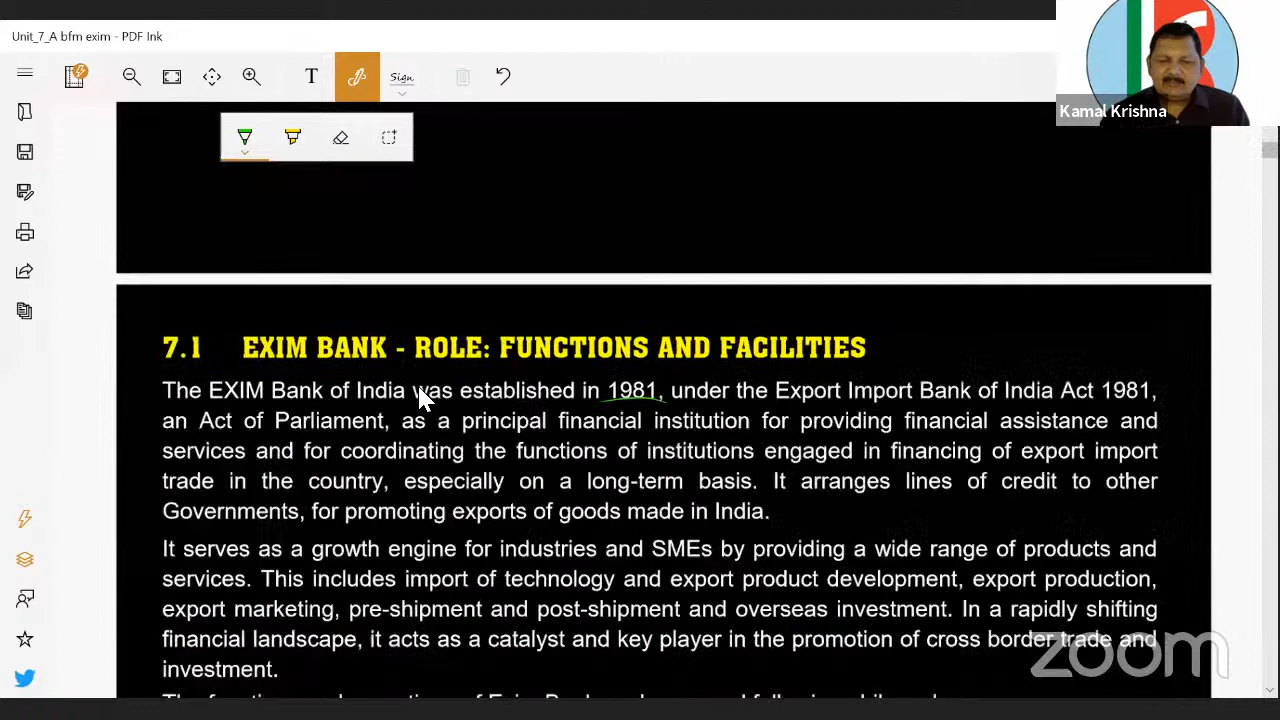 Unit_7_A bfm exim - PDF Ink
T
Sign
Kamal Krishna
7.1 EXIM BANK - ROLE: FUNCTIONS AND FACILITIES
The EXIM Bank of India was established in 1981, under the Export Import Bank of India Act 1981,
an Act of Parliament, as a principal financial institution for providing financial assistance and
services and for coordinating the functions of institutions engaged in financing of export import
trade in the country, especially on a long-term basis. It arranges lines of credit to other
Governments, for promoting exports of goods made in India.
It serves as a growth engine for industries and SMEs by providing a wide range of products and
services. This includes import of technology and export product development, export production,
export marketing, pre-shipment and post-shipment and overseas investment. In a rapidly shifting
financial landscape, it acts as a catalyst and key player in the promotion of cross border trade and
investment.
zoom